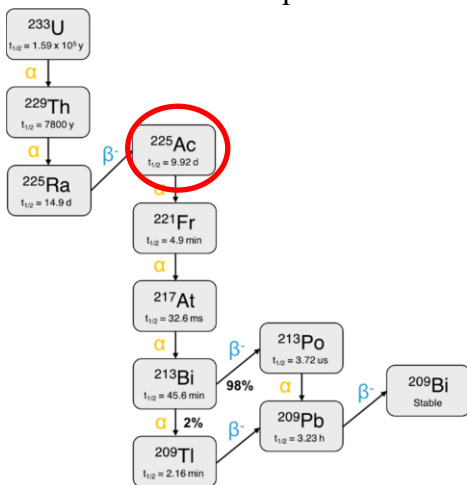 ²³³U
t₁/₂ = 1.59 x 10⁵ y
α
²²⁹Th
t₁/₂ = 7800 y
α
β⁻
²²⁵Ac
t₁/₂ = 9.92 d
²²⁵Ra
t₁/₂ = 14.9 d
α
²²¹Fr
t₁/₂ = 4.9 min
α
²¹⁷At
t₁/₂ = 32.6 ms
α
β⁻
²¹³Po
t₁/₂ = 3.72 us
²¹³Bi
t₁/₂ = 45.6 min
98%
α
β⁻
²⁰⁹Bi
Stable
α 2%
β⁻
²⁰⁹Pb
t₁/₂ = 3.23 h
²⁰⁹Tl
t₁/₂ = 2.16 min